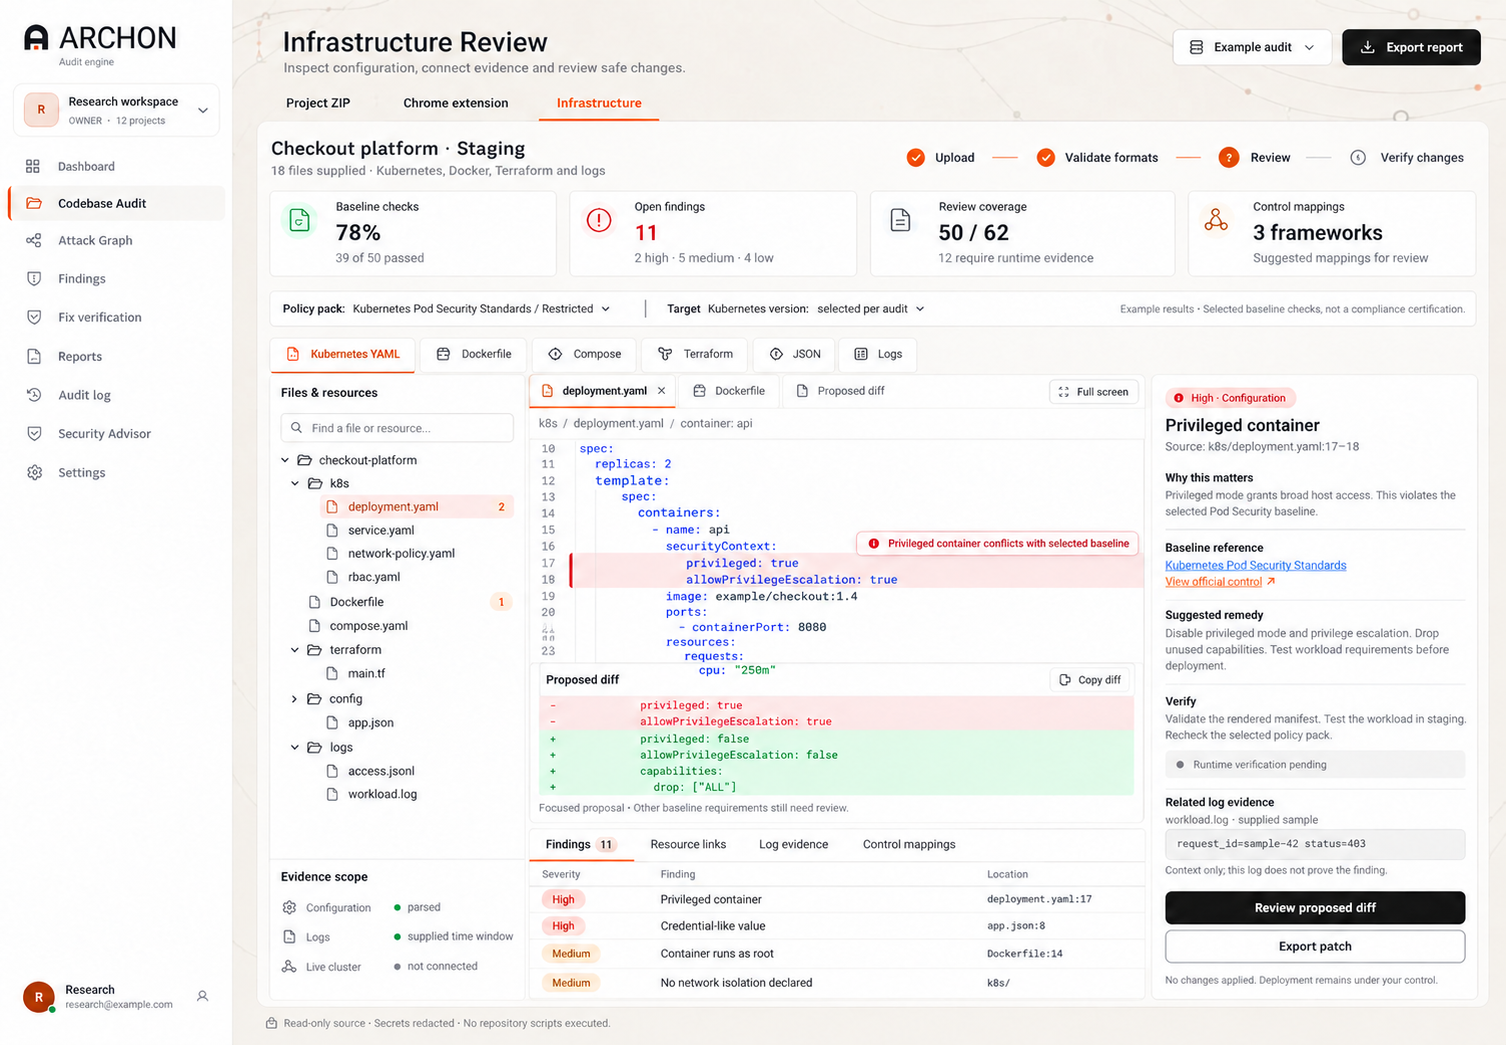 ARCHON
Audit engine
R
Research workspace
OWNER · 12 projects
Dashboard
Codebase Audit
Attack Graph
Findings
Fix verification
Reports
Audit log
Security Advisor
Settings
R
Research
research@example.com
Infrastructure Review
Inspect configuration, connect evidence and review safe changes.
Example audit
Export report
Project ZIP
Chrome extension
Infrastructure
Checkout platform · Staging
18 files supplied · Kubernetes, Docker, Terraform and logs
Upload
Validate formats
?
Review
Verify changes
Baseline checks
78%
39 of 50 passed
Open findings
11
2 high · 5 medium · 4 low
Review coverage
50 / 62
12 require runtime evidence
Control mappings
3 frameworks
Suggested mappings for review
Policy pack: Kubernetes Pod Security Standards / Restricted
Target Kubernetes version: selected per audit
Example results • Selected baseline checks, not a compliance certification.
Kubernetes YAML
Dockerfile
Compose
Terraform
JSON
Logs
Files & resources
Find a file or resource...
checkout-platform
k8s
deployment.yaml 2
service.yaml
network-policy.yaml
rbac.yaml
Dockerfile 1
compose.yaml
terraform
main.tf
config
app.json
logs
access.jsonl
workload.log
Evidence scope
Configuration parsed
Logs supplied time window
Live cluster not connected
deployment.yaml
Dockerfile
Proposed diff
Full screen
k8s / deployment.yaml / container: api
10 spec:
11 replicas: 2
12 template:
13 spec:
14 containers:
15 - name: api
16 securityContext:
Privileged container conflicts with selected baseline
17 privileged: true
18 allowPrivilegeEscalation: true
19 image: example/checkout:1.4
20 ports:
- containerPort: 8080
resources:
23 requests:
cpu: "250m"
Proposed diff
Copy diff
- privileged: true
- allowPrivilegeEscalation: true
+ privileged: false
+ allowPrivilegeEscalation: false
+ capabilities:
+ drop: ["ALL"]
Focused proposal • Other baseline requirements still need review.
Findings 11
Resource links
Log evidence
Control mappings
Severity Finding Location
High Privileged container deployment.yaml:17
High Credential-like value app.json:8
Medium Container runs as root Dockerfile:14
Medium No network isolation declared k8s/
High · Configuration
Privileged container
Source: k8s/deployment.yaml:17–18
Why this matters
Privileged mode grants broad host access. This violates the
selected Pod Security baseline.
Baseline reference
Kubernetes Pod Security Standards
View official control
Suggested remedy
Disable privileged mode and privilege escalation. Drop
unused capabilities. Test workload requirements before
deployment.
Verify
Validate the rendered manifest. Test the workload in staging.
Recheck the selected policy pack.
Runtime verification pending
Related log evidence
workload.log · supplied sample
request_id=sample-42 status=403
Context only; this log does not prove the finding.
Review proposed diff
Export patch
No changes applied. Deployment remains under your control.
Read-only source • Secrets redacted • No repository scripts executed.